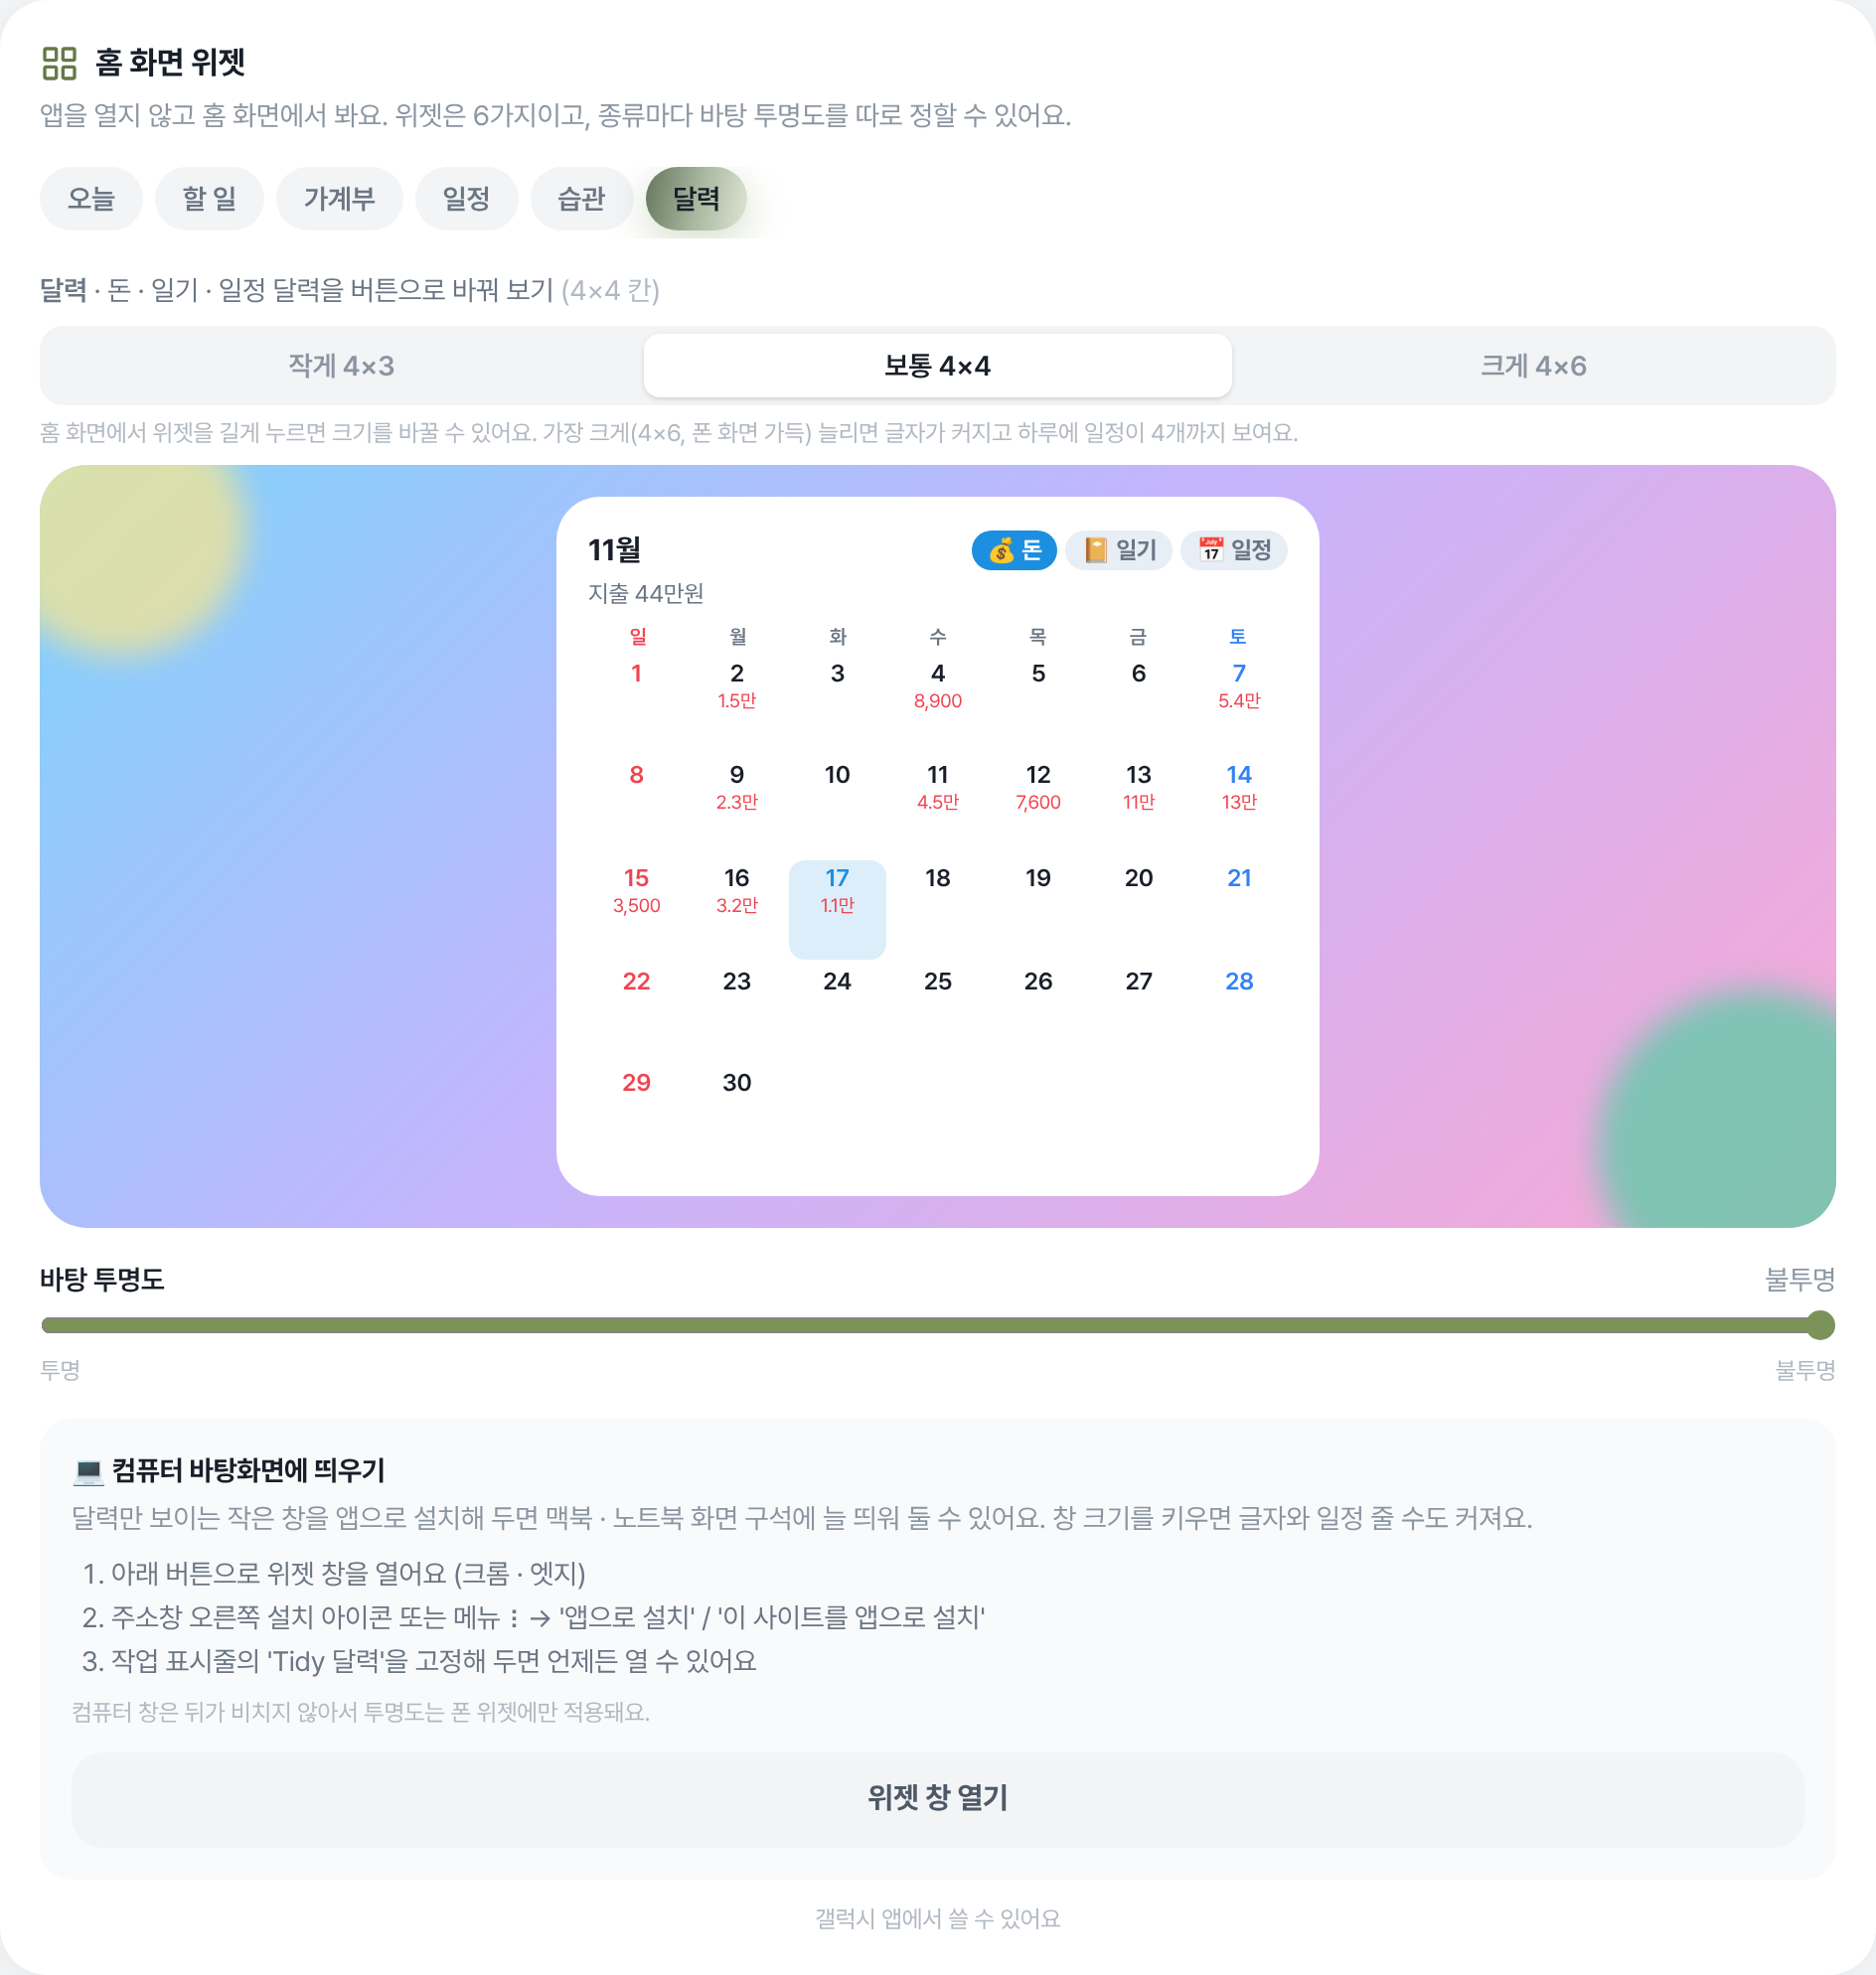 홈 화면 위젯
앱을 열지 않고 홈 화면에서 봐요. 위젯은 6가지이고, 종류마다 바탕 투명도를 따로 정할 수 있어요.
오늘 할 일 가계부 일정 습관 달력
달력 · 돈 · 일기 · 일정 달력을 버튼으로 바꿔 보기 (4×4 칸)
작게 4×3 보통 4×4 크게 4×6
홈 화면에서 위젯을 길게 누르면 크기를 바꿀 수 있어요. 가장 크게(4×6, 폰 화면 가득) 늘리면 글자가 커지고 하루에 일정이 4개까지 보여요.
11월 💰 돈 📔 일기 📅 일정
지출 44만원
일 월 화 수 목 금 토
1 2 3 4 5 6 7
1.5만 8,900 5.4만
8 9 10 11 12 13 14
2.3만 4.5만 7,600 11만 13만
15 16 17 18 19 20 21
3,500 3.2만 1.1만
22 23 24 25 26 27 28
29 30
바탕 투명도 불투명
투명 불투명
💻 컴퓨터 바탕화면에 띄우기
달력만 보이는 작은 창을 앱으로 설치해 두면 맥북 · 노트북 화면 구석에 늘 띄워 둘 수 있어요. 창 크기를 키우면 글자와 일정 줄 수도 커져요.
1. 아래 버튼으로 위젯 창을 열어요 (크롬 · 엣지)
2. 주소창 오른쪽 설치 아이콘 또는 메뉴 ⋮ → '앱으로 설치' / '이 사이트를 앱으로 설치'
3. 작업 표시줄의 'Tidy 달력'을 고정해 두면 언제든 열 수 있어요
컴퓨터 창은 뒤가 비치지 않아서 투명도는 폰 위젯에만 적용돼요.
위젯 창 열기
갤럭시 앱에서 쓸 수 있어요